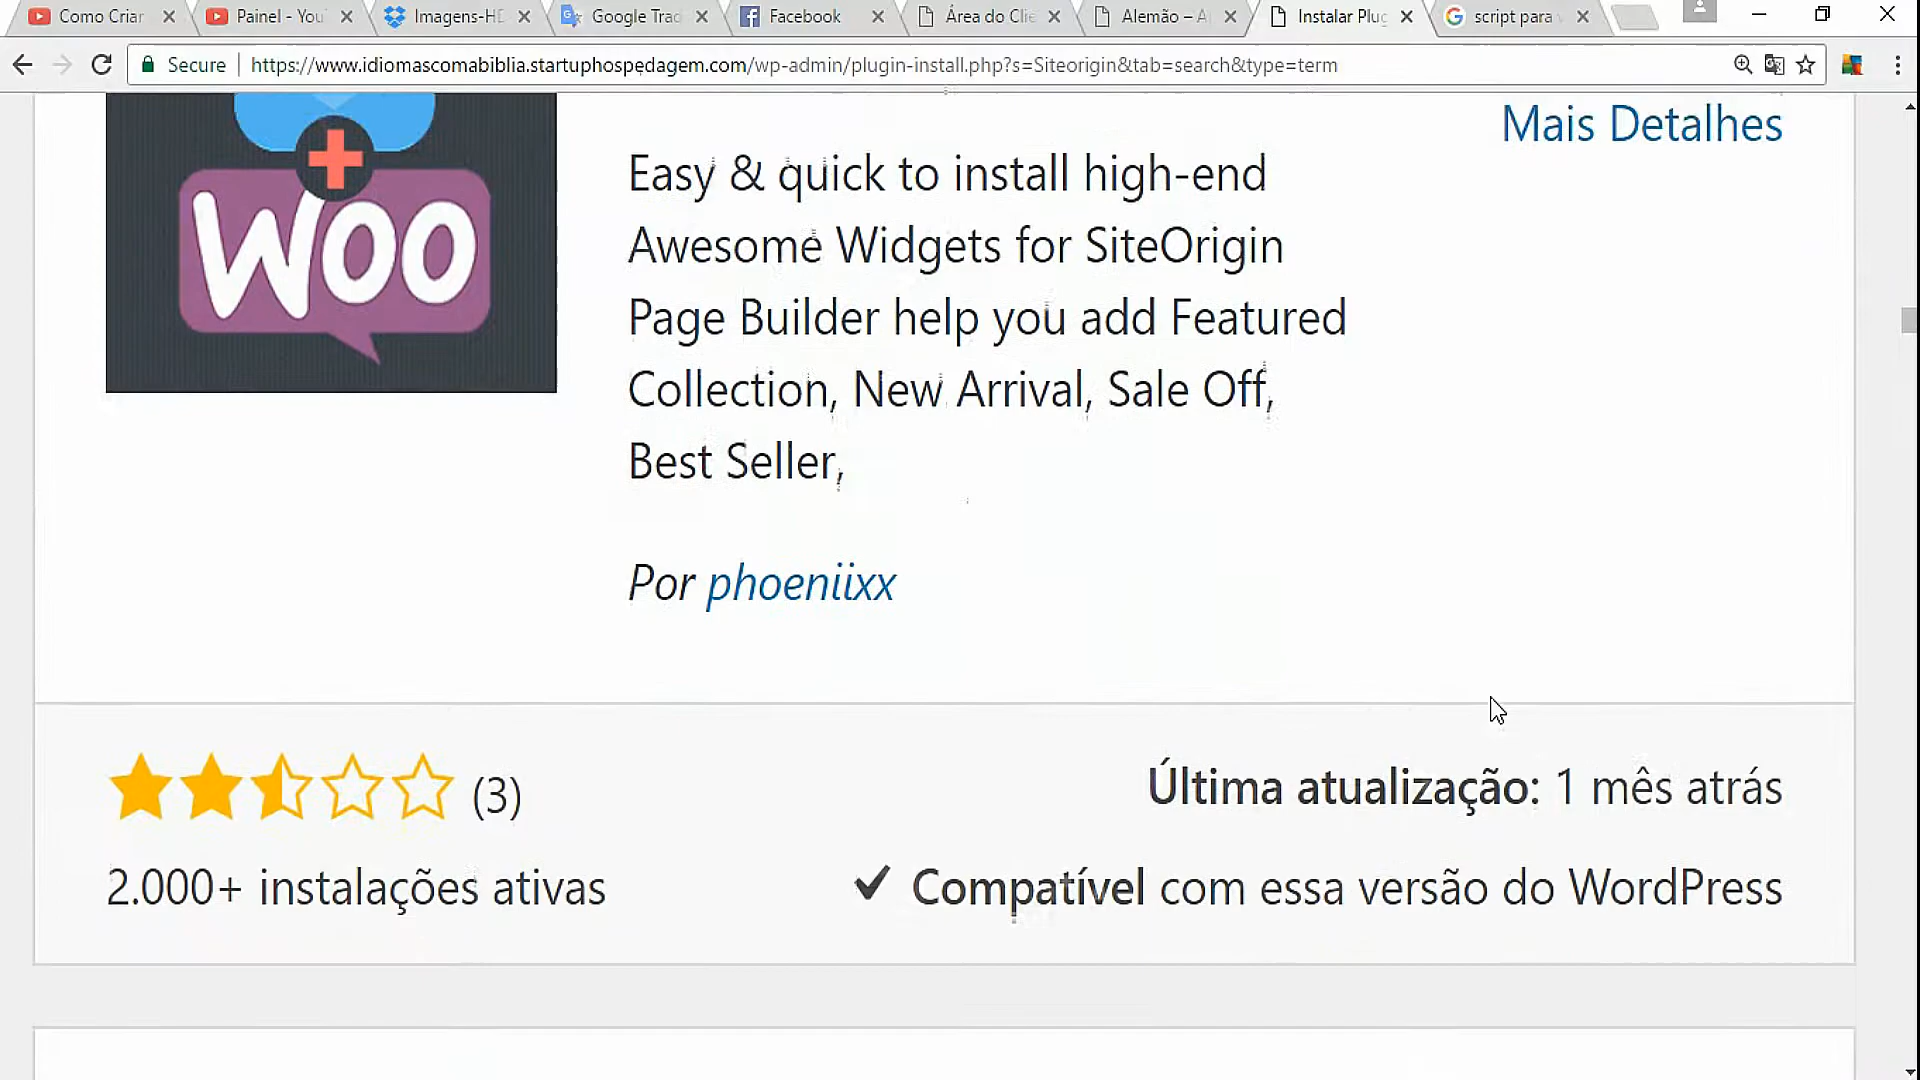 Como Criar
Painel - You
Imagens-HD
Google Trad
Facebook
Área do Clie
Alemão – A
Instalar Plug
script para
Secure
https://www.idiomascomabiblia.startuphospedagem.com/wp-admin/plugin-install.php?s=Siteorigin&tab=search&type=term
WOO
Mais Detalhes
Easy & quick to install high-end
Awesome Widgets for SiteOrigin
Page Builder help you add Featured
Collection, New Arrival, Sale Off,
Best Seller,
Por phoeniixx
(3)
Última atualização: 1 mês atrás
2.000+ instalações ativas
Compatível com essa versão do WordPress